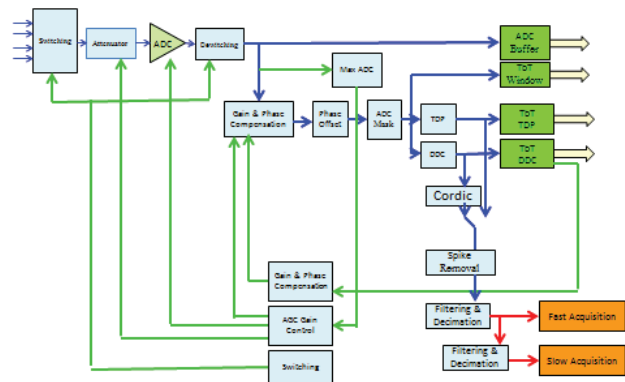 Switching
Attenuator
ADC
Deswitching
ADC
Buffer
Max ADC
ToT
Window
Gain & Phase
Compensation
Phase
Offset
ADC
Mask
TDP
ToT
TDP
DDC
ToT
DDC
Cordic
Spike
Removal
Gain & Phase
Compensation
AGC Gain
Control
Switching
Filtering &
Decimation
Fast Acquisition
Filtering &
Decimation
Slow Acquisition